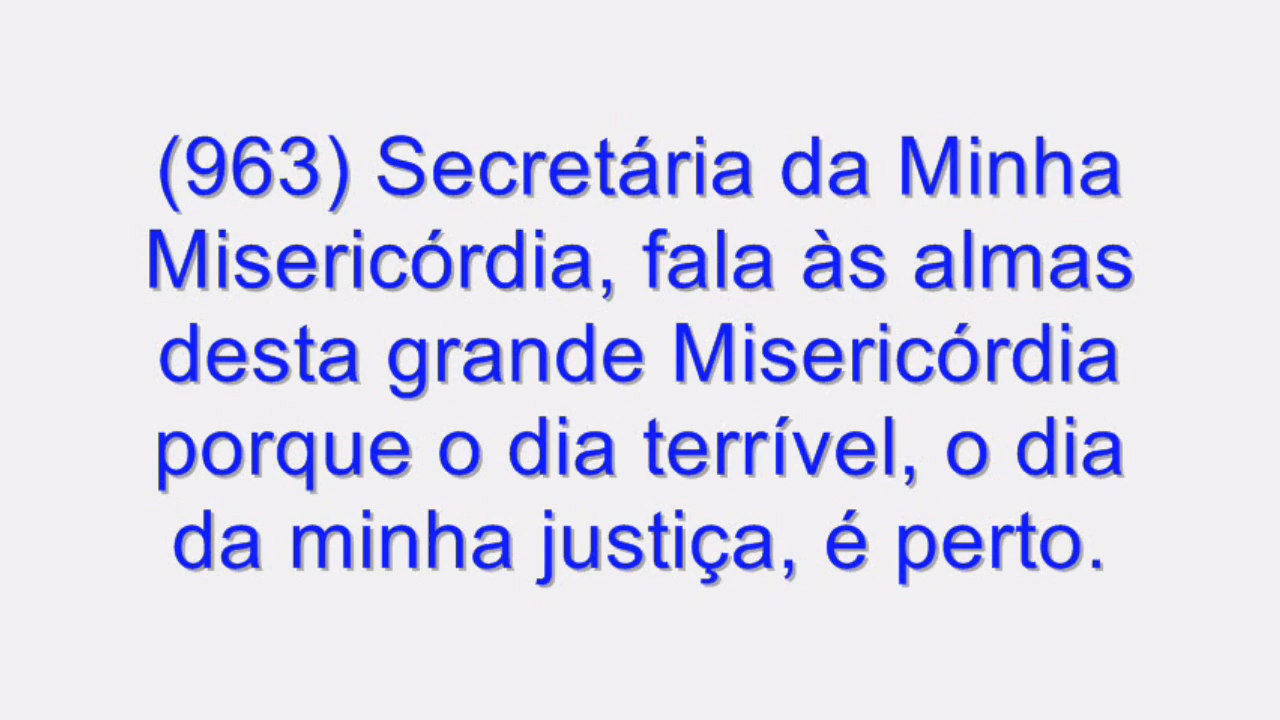 (963) Secretária da Minha
Misericórdia, fala às almas
desta grande Misericórdia
porque o dia terrível, o dia
da minha justiça, é perto.